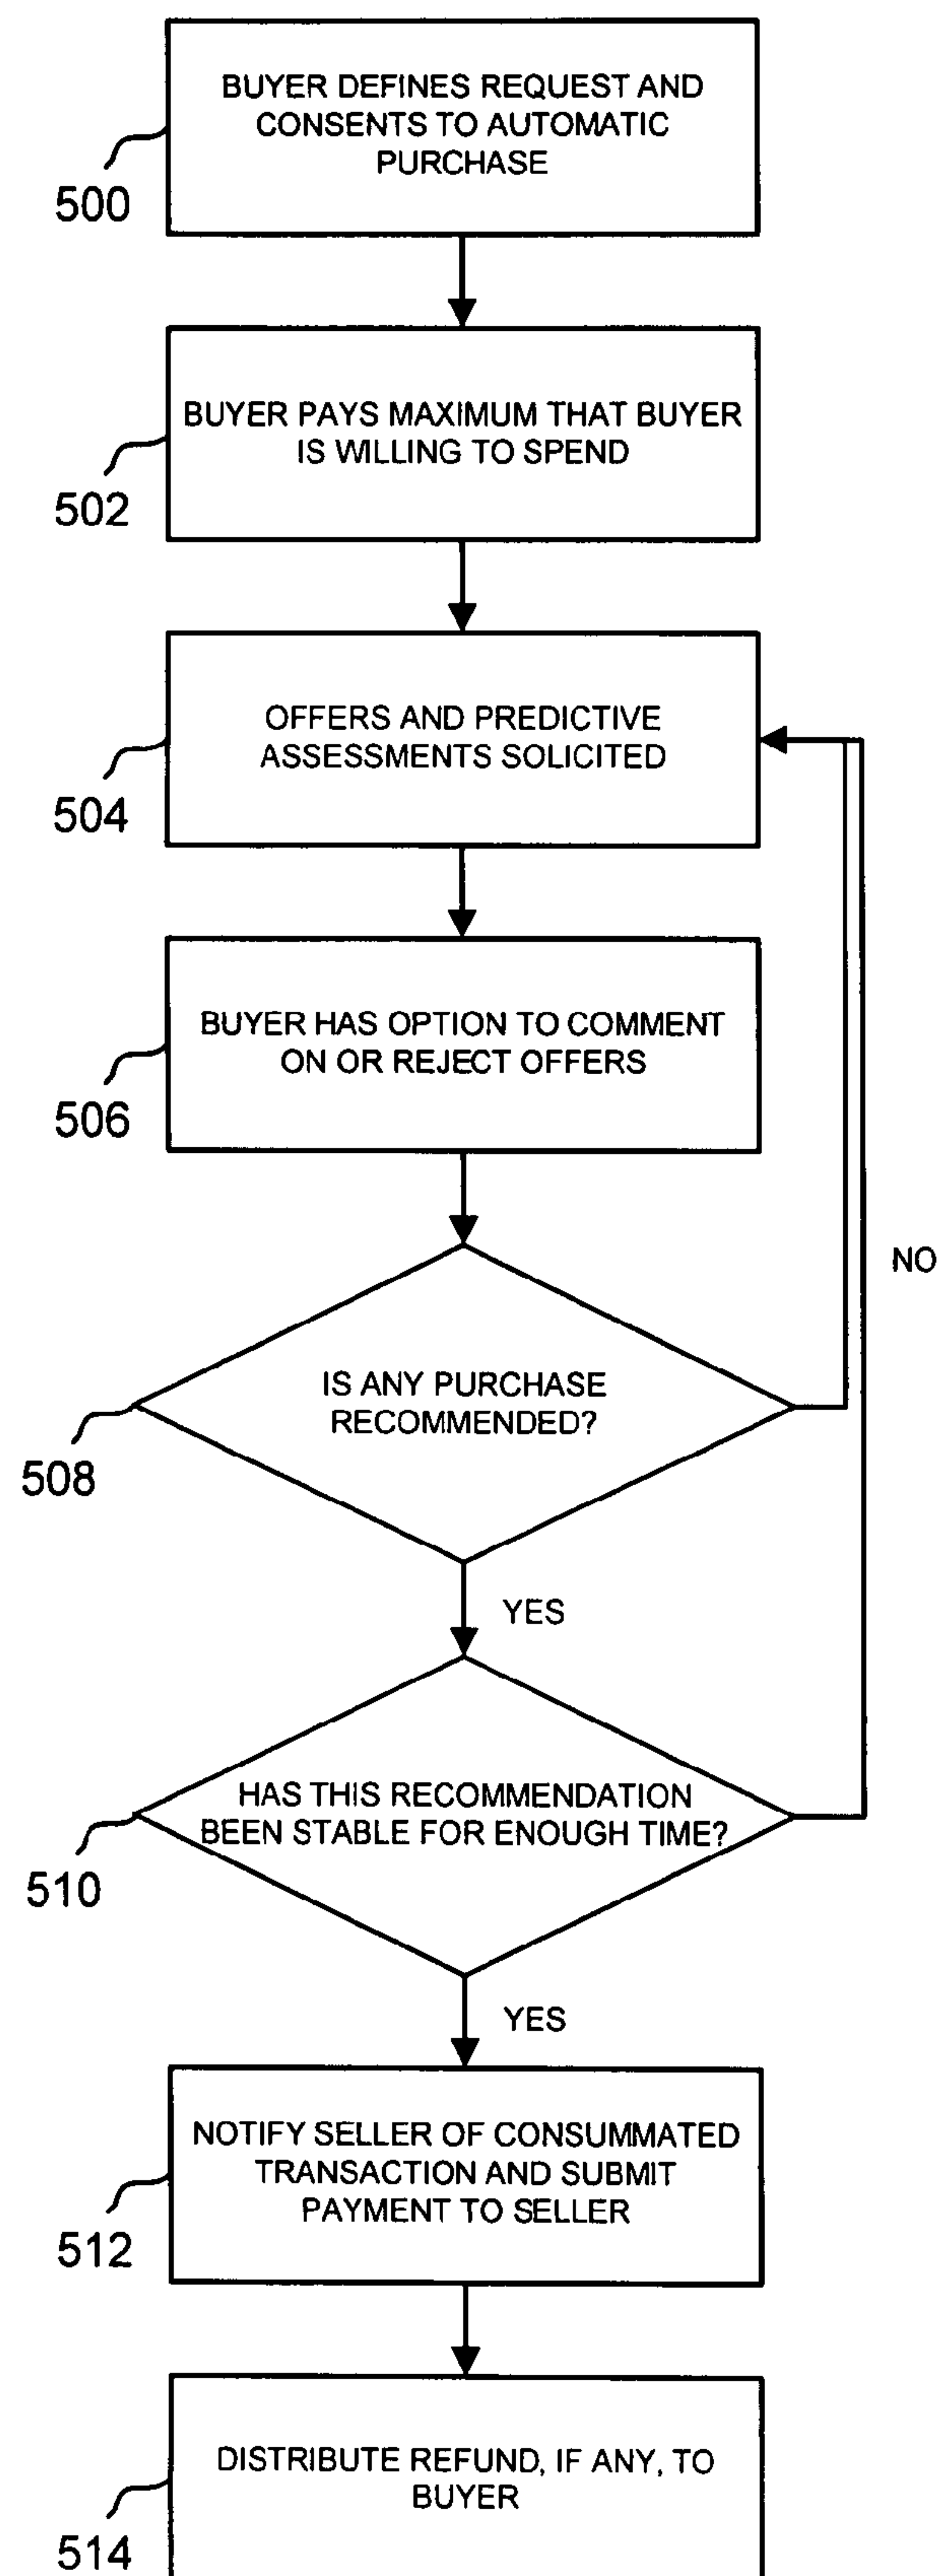 BUYER DEFINES REQUEST AND
CONSENTS TO AUTOMATIC
PURCHASE
500
BUYER PAYS MAXIMUM THAT BUYER
IS WILLING TO SPEND
502
OFFERS AND PREDICTIVE
ASSESSMENTS SOLICITED
504
BUYER HAS OPTION TO COMMENT
ON OR REJECT OFFERS
506
NO
IS ANY PURCHASE
RECOMMENDED?
508
YES
HAS THIS RECOMMENDATION
BEEN STABLE FOR ENOUGH TIME?
510
YES
NOTIFY SELLER OF CONSUMMATED
TRANSACTION AND SUBMIT
PAYMENT TO SELLER
512
DISTRIBUTE REFUND, IF ANY, TO
BUYER
514